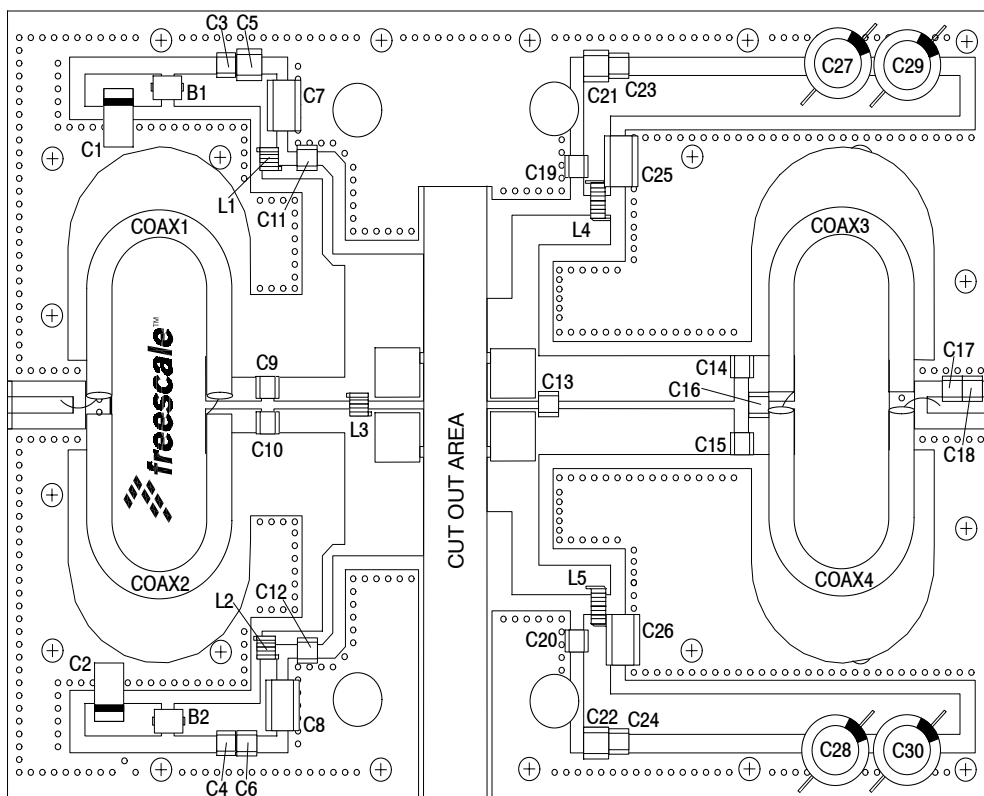 C3 C5
B1
C7
C1
L1
C11
COAX1
C21 C23
C27
C29
C19
C25
L4
COAX3
freescale™
C9
C10
L3
CUT OUT AREA
C13
C14
C16
C15
C17
C18
COAX2
L2
C12
C2
B2
C8
C4 C6
L5
C20
C26
COAX4
C22 C24
C28
C30